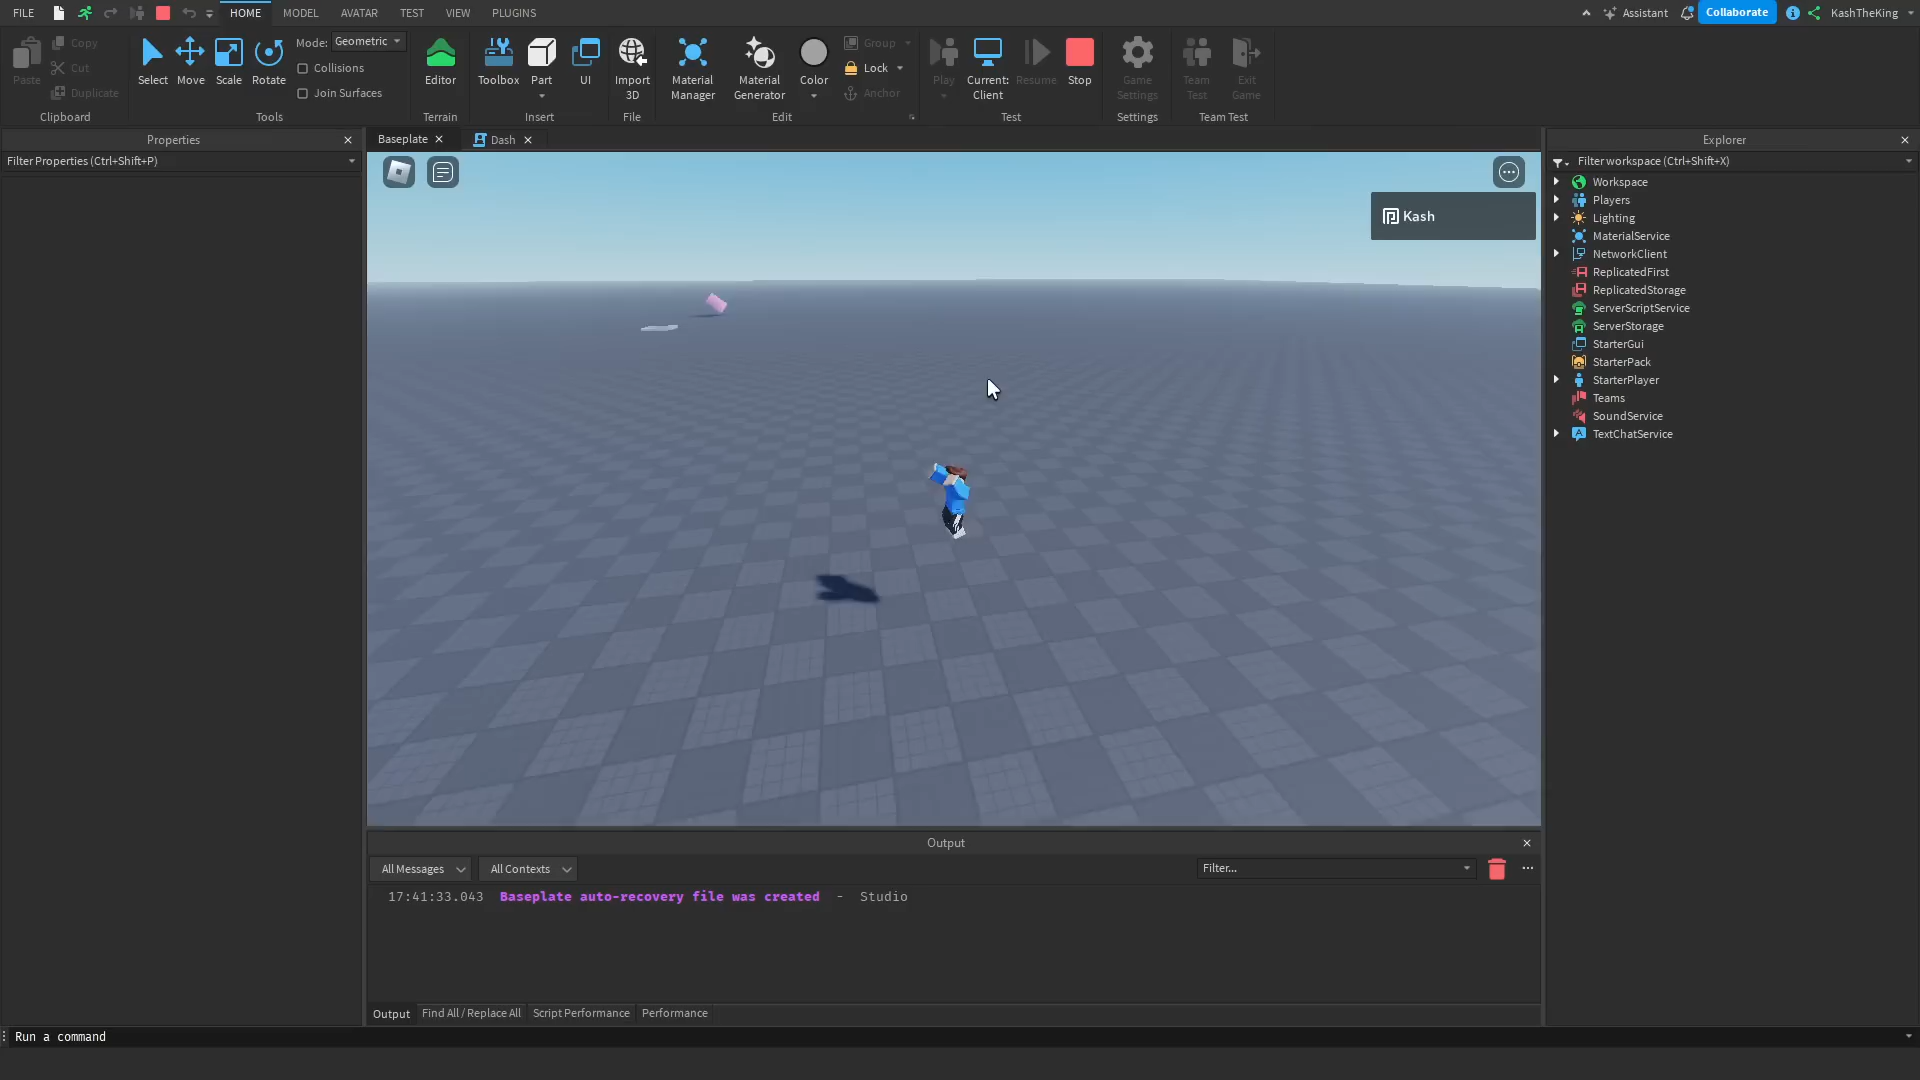 FILE HOME MODEL AVATAR TEST VIEW PLUGINS Assistant Collaborate KashTheKing
Paste Copy Cut Duplicate Clipboard
Select Move Scale Rotate Mode: Geometric Collisions Join Surfaces Tools
Editor Terrain
Toolbox Part UI Insert
Import 3D File
Material Manager Material Generator Color Group Lock Anchor Edit
Play Current: Client Resume Stop Test
Game Settings Settings
Team Test Exit Game Team Test
Properties
Filter Properties (Ctrl+Shift+P)
Baseplate Dash
Kash
Explorer
Filter workspace (Ctrl+Shift+X)
Workspace
Players
Lighting
MaterialService
NetworkClient
ReplicatedFirst
ReplicatedStorage
ServerScriptService
ServerStorage
StarterGui
StarterPack
StarterPlayer
Teams
SoundService
TextChatService
Output
All Messages All Contexts Filter...
17:41:33.043 Baseplate auto-recovery file was created - Studio
Output Find All / Replace All Script Performance Performance
Run a command